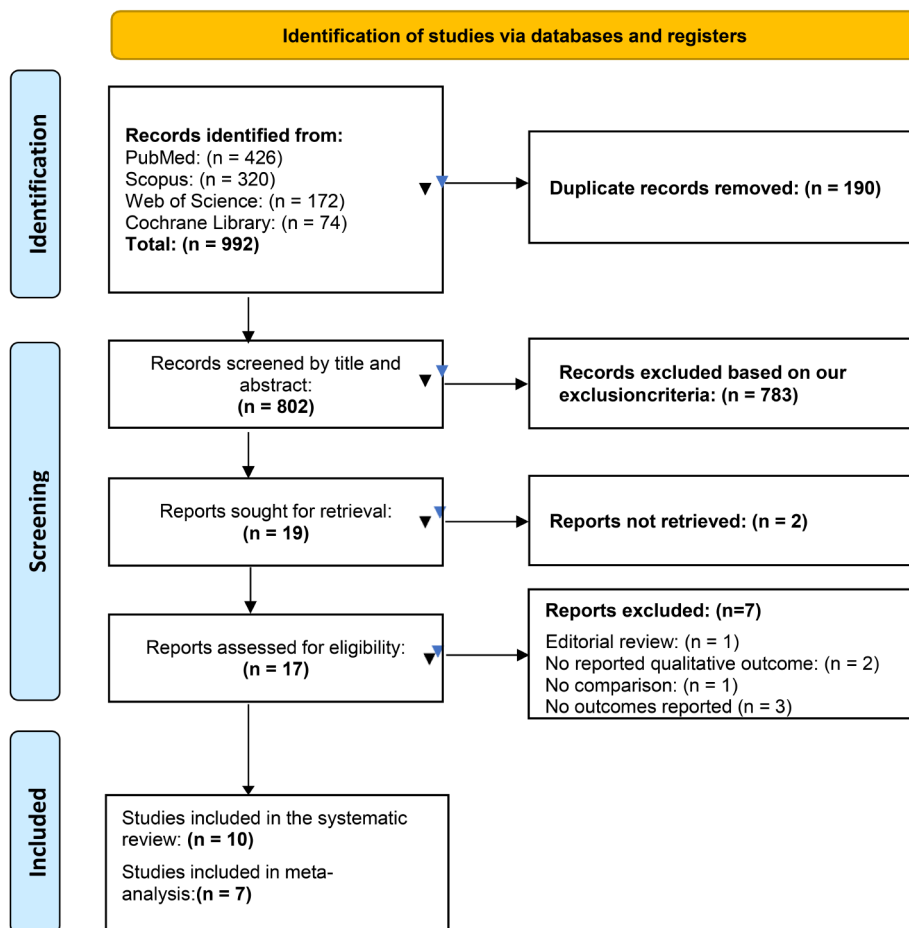 Identification of studies via databases and registers
Identification
Records identified from:
PubMed: (n = 426)
Scopus: (n = 320)
Web of Science: (n = 172)
Cochrane Library: (n = 74)
Total: (n = 992)
Duplicate records removed: (n = 190)
Screening
Records screened by title and
abstract:
(n = 802)
Records excluded based on our
exclusioncriteria: (n = 783)
Reports sought for retrieval:
(n = 19)
Reports not retrieved: (n = 2)
Reports assessed for eligibility:
(n = 17)
Reports excluded: (n=7)
Editorial review: (n = 1)
No reported qualitative outcome: (n = 2)
No comparison: (n = 1)
No outcomes reported (n = 3)
Included
Studies included in the systematic
review: (n = 10)
Studies included in meta-
analysis:(n = 7)